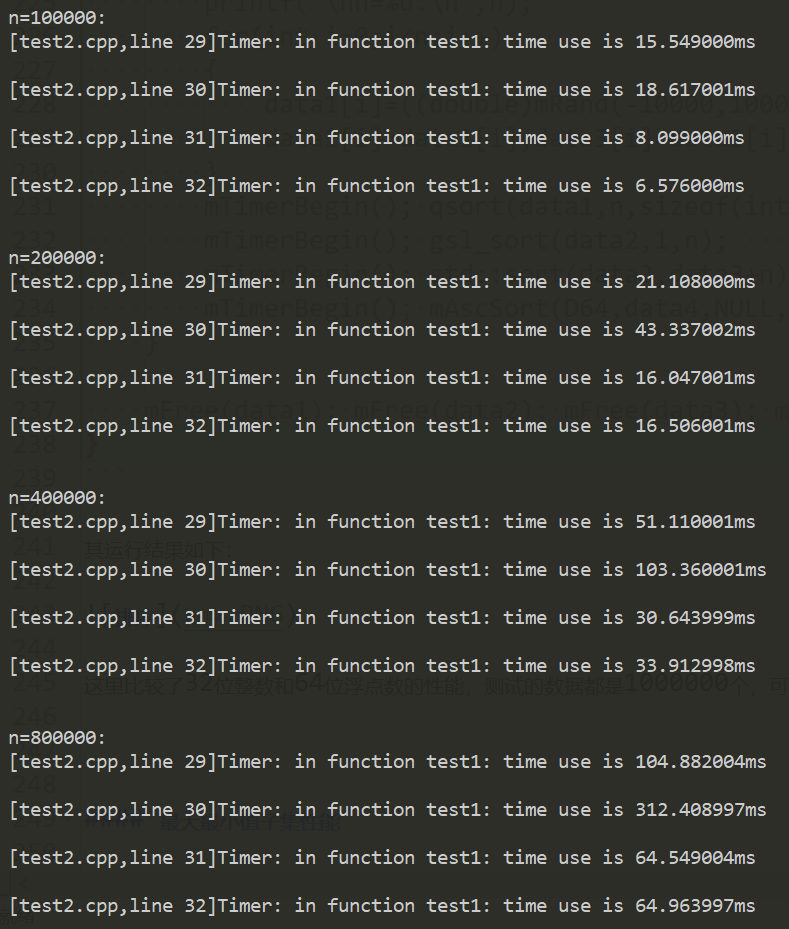 n=100000:
[test2.cpp,line 29]Timer: in function test1: time use is 15.549000ms
[test2.cpp,line 30]Timer: in function test1: time use is 18.617001ms
[test2.cpp,line 31]Timer: in function test1: time use is 8.099000ms
[test2.cpp,line 32]Timer: in function test1: time use is 6.576000ms
n=200000:
[test2.cpp,line 29]Timer: in function test1: time use is 21.108000ms
[test2.cpp,line 30]Timer: in function test1: time use is 43.337002ms
[test2.cpp,line 31]Timer: in function test1: time use is 16.047001ms
[test2.cpp,line 32]Timer: in function test1: time use is 16.506001ms
n=400000:
[test2.cpp,line 29]Timer: in function test1: time use is 51.110001ms
[test2.cpp,line 30]Timer: in function test1: time use is 103.360001ms
[test2.cpp,line 31]Timer: in function test1: time use is 30.643999ms
[test2.cpp,line 32]Timer: in function test1: time use is 33.912998ms
n=800000:
[test2.cpp,line 29]Timer: in function test1: time use is 104.882004ms
[test2.cpp,line 30]Timer: in function test1: time use is 312.408997ms
[test2.cpp,line 31]Timer: in function test1: time use is 64.549004ms
[test2.cpp,line 32]Timer: in function test1: time use is 64.963997ms